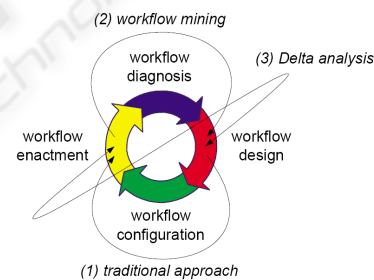 (2) workflow mining
workflow
diagnosis
(3) Delta analysis
workflow
enactment
workflow
design
workflow
configuration
(1) traditional approach